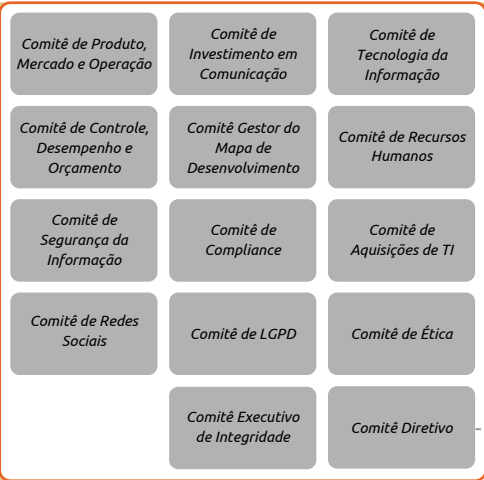 Comitê de Produto,
Mercado e Operação
Comitê de
Investimento em
Comunicação
Comitê de
Tecnologia da
Informação
Comitê de Controle,
Desempenho e
Orçamento
Comitê Gestor do
Mapa de
Desenvolvimento
Comitê de Recursos
Humanos
Comitê de
Segurança da
Informação
Comitê de
Compliance
Comitê de
Aquisições de TI
Comitê de Redes
Sociais
Comitê de LGPD
Comitê de Ética
Comitê Executivo
de Integridade
Comitê Diretivo